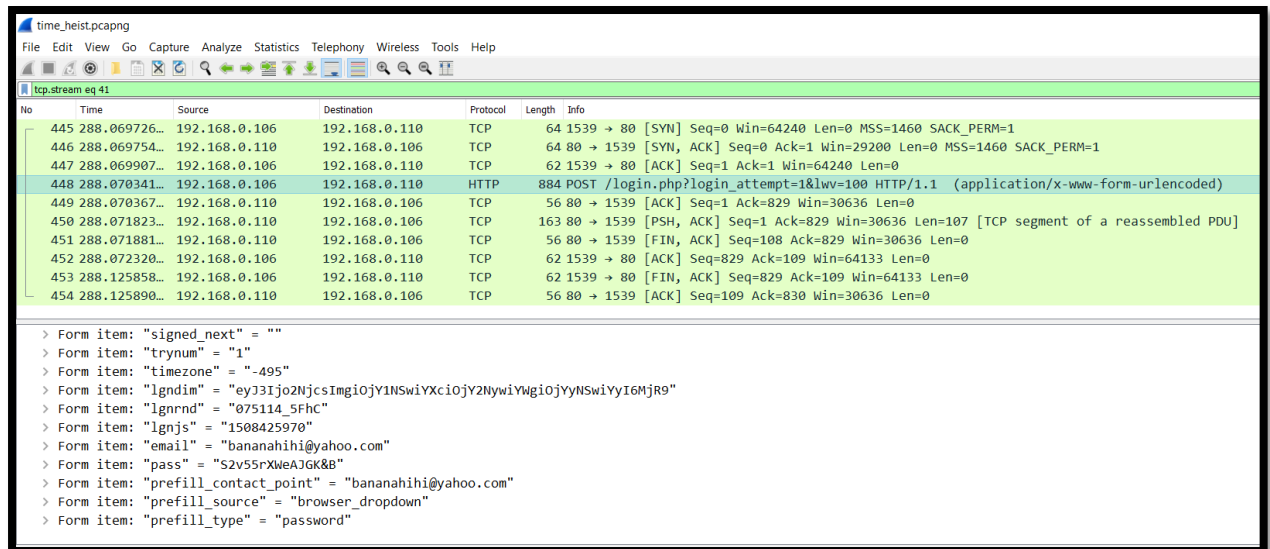 time_heist.pcapng
File Edit View Go Capture Analyze Statistics Telephony Wireless Tools Help
tcp.stream eq 41
No Time Source Destination Protocol Length Info
445 288.069726… 192.168.0.106 192.168.0.110 TCP 64 1539 → 80 [SYN] Seq=0 Win=64240 Len=0 MSS=1460 SACK_PERM=1
446 288.069754… 192.168.0.110 192.168.0.106 TCP 64 80 → 1539 [SYN, ACK] Seq=0 Ack=1 Win=29200 Len=0 MSS=1460 SACK_PERM=1
447 288.069907… 192.168.0.106 192.168.0.110 TCP 62 1539 → 80 [ACK] Seq=1 Ack=1 Win=64240 Len=0
448 288.070341… 192.168.0.106 192.168.0.110 HTTP 884 POST /login.php?login_attempt=1&lwv=100 HTTP/1.1 (application/x-www-form-urlencoded)
449 288.070367… 192.168.0.110 192.168.0.106 TCP 56 80 → 1539 [ACK] Seq=1 Ack=829 Win=30636 Len=0
450 288.071823… 192.168.0.110 192.168.0.106 TCP 163 80 → 1539 [PSH, ACK] Seq=1 Ack=829 Win=30636 Len=107 [TCP segment of a reassembled PDU]
451 288.071881… 192.168.0.110 192.168.0.106 TCP 56 80 → 1539 [FIN, ACK] Seq=108 Ack=829 Win=30636 Len=0
452 288.072320… 192.168.0.106 192.168.0.110 TCP 62 1539 → 80 [ACK] Seq=829 Ack=109 Win=64133 Len=0
453 288.125858… 192.168.0.106 192.168.0.110 TCP 62 1539 → 80 [FIN, ACK] Seq=829 Ack=109 Win=64133 Len=0
454 288.125890… 192.168.0.110 192.168.0.106 TCP 56 80 → 1539 [ACK] Seq=109 Ack=830 Win=30636 Len=0
> Form item: "signed_next" = ""
> Form item: "trynum" = "1"
> Form item: "timezone" = "-495"
> Form item: "lgndim" = "eyJ3Ijo2NjcsImgiOjY1NSwiYXciOjY2NywiYWgiOjYyNSwiYyI6MjR9"
> Form item: "lgnrnd" = "075114_5FhC"
> Form item: "lgnjs" = "1508425970"
> Form item: "email" = "bananahihi@yahoo.com"
> Form item: "pass" = "S2v55rXWeAJGK&B"
> Form item: "prefill_contact_point" = "bananahihi@yahoo.com"
> Form item: "prefill_source" = "browser_dropdown"
> Form item: "prefill_type" = "password"